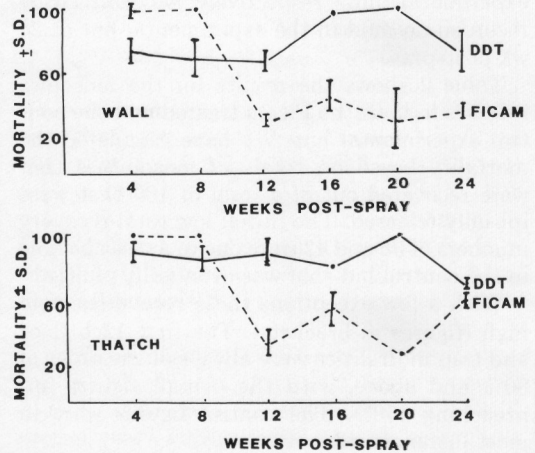 MORTALITY ± S.D.
100
60
20
WALL
DDT
FICAM
4 8 12 16 20 24
WEEKS POST-SPRAY
MORTALITY ± S.D.
100
60
20
THATCH
DDT
FICAM
4 8 12 16 20 24
WEEKS POST-SPRAY